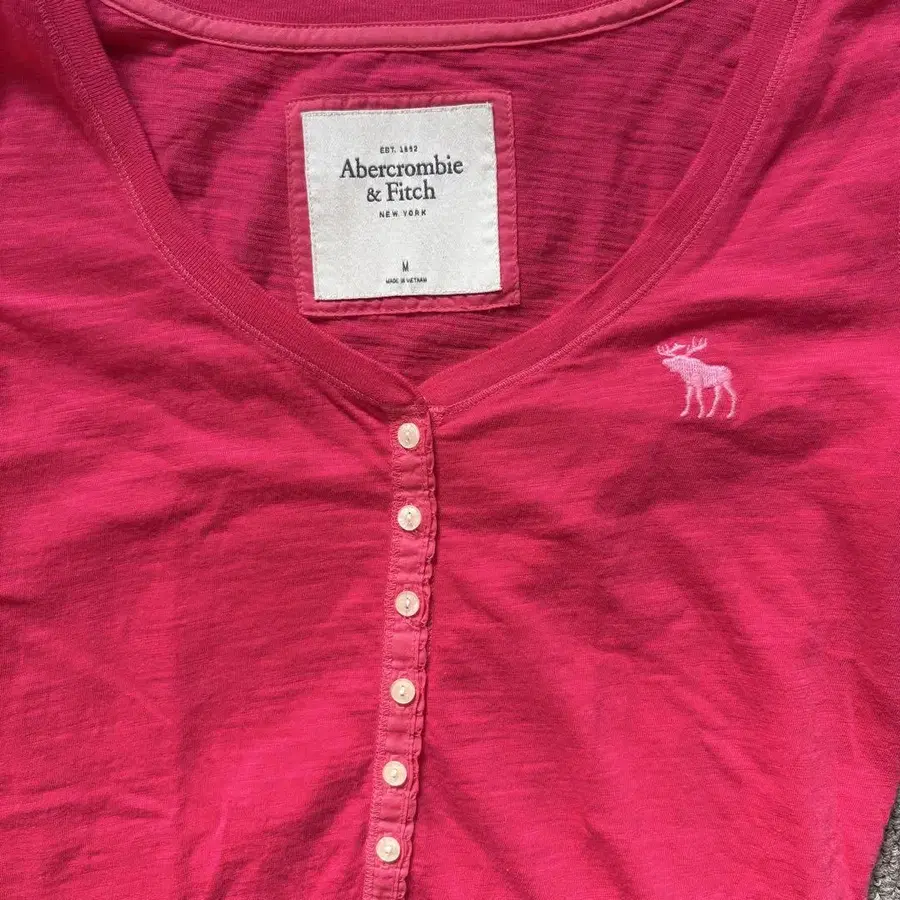 EST. 1892
Abercrombie
& Fitch
NEW YORK
M
MADE IN VIETNAM